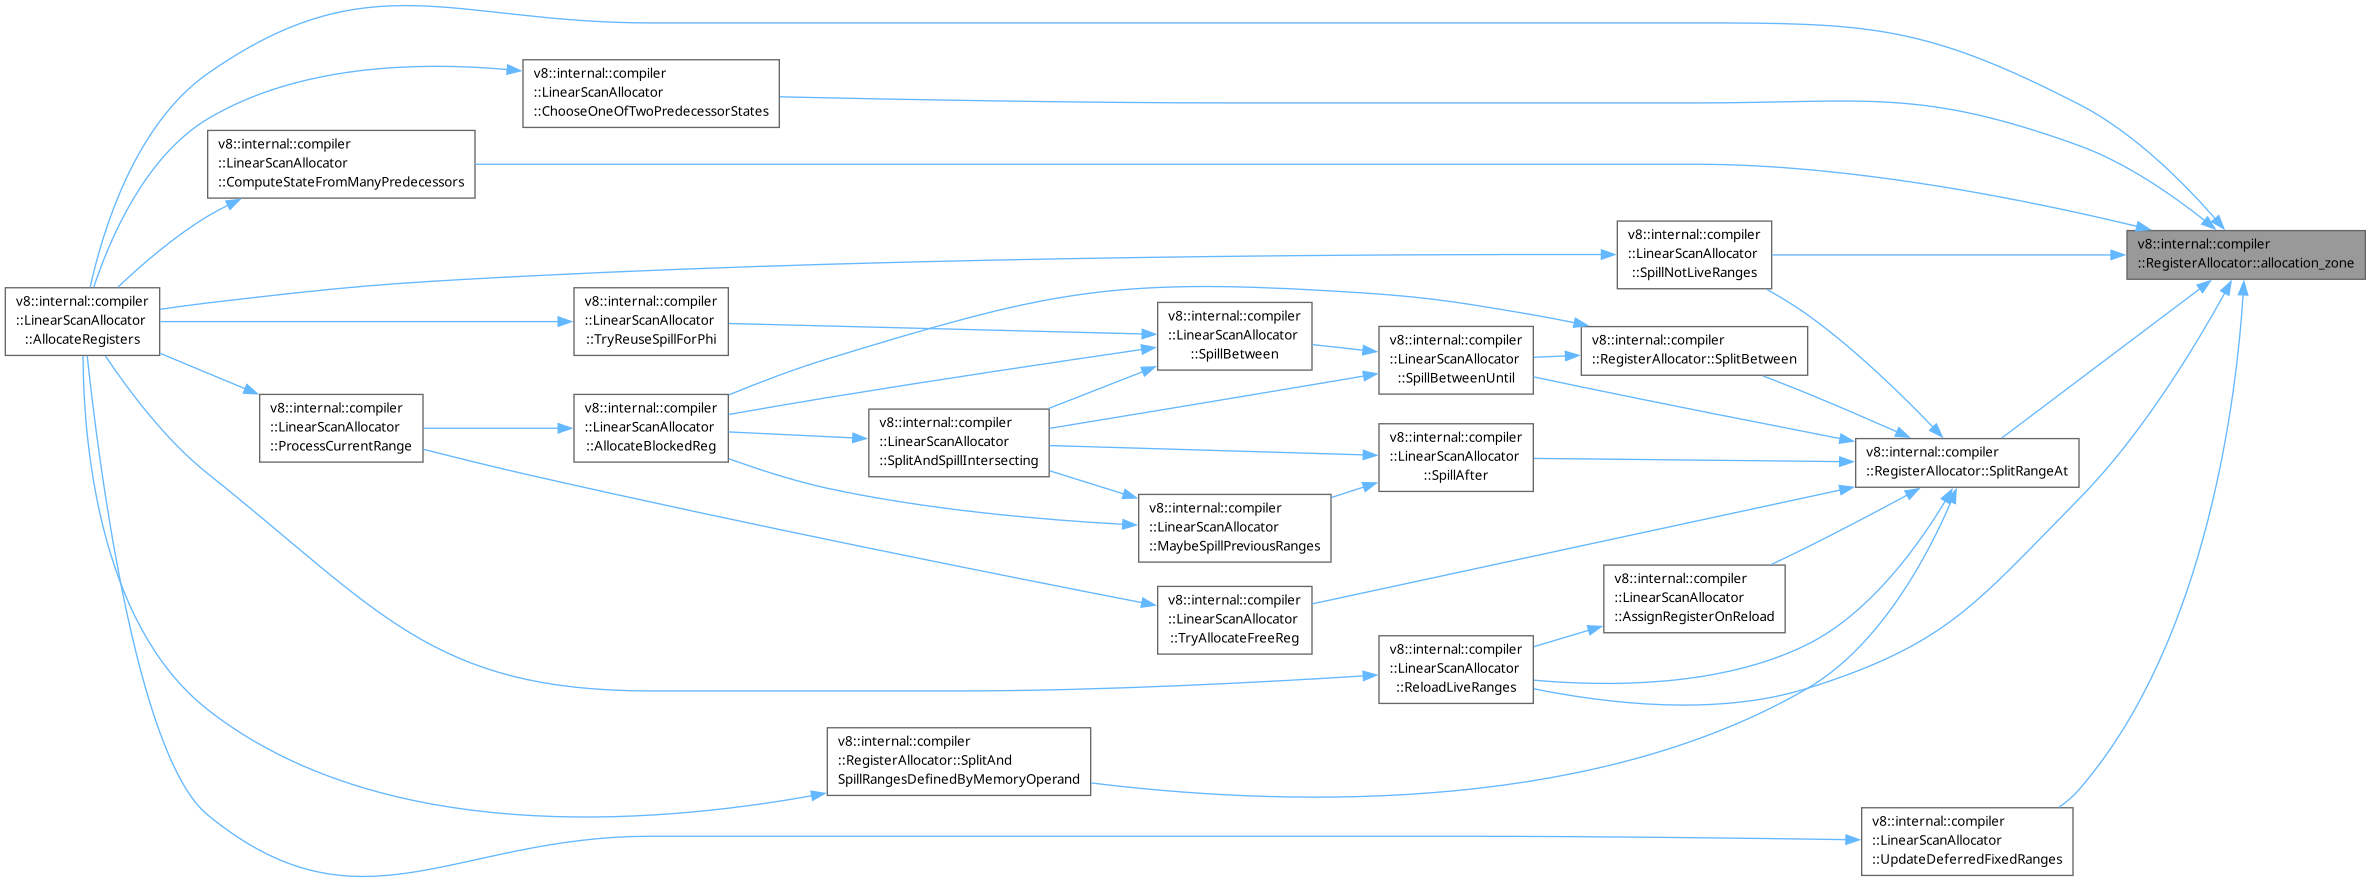 v8::internal::compiler
::LinearScanAllocator
::ChooseOneOfTwoPredecessorStates
v8::internal::compiler
::LinearScanAllocator
::ComputeStateFromManyPredecessors
v8::internal::compiler
::LinearScanAllocator
::SpillNotLiveRanges
v8::internal::compiler
::RegisterAllocator::allocation_zone
v8::internal::compiler
::LinearScanAllocator
::AllocateRegisters
v8::internal::compiler
::LinearScanAllocator
::TryReuseSpillForPhi
v8::internal::compiler
::LinearScanAllocator
::SpillBetween
v8::internal::compiler
::LinearScanAllocator
::SpillBetweenUntil
v8::internal::compiler
::RegisterAllocator::SplitBetween
v8::internal::compiler
::LinearScanAllocator
::ProcessCurrentRange
v8::internal::compiler
::LinearScanAllocator
::AllocateBlockedReg
v8::internal::compiler
::LinearScanAllocator
::SplitAndSpillIntersecting
v8::internal::compiler
::LinearScanAllocator
::SpillAfter
v8::internal::compiler
::RegisterAllocator::SplitRangeAt
v8::internal::compiler
::LinearScanAllocator
::MaybeSpillPreviousRanges
v8::internal::compiler
::LinearScanAllocator
::TryAllocateFreeReg
v8::internal::compiler
::LinearScanAllocator
::AssignRegisterOnReload
v8::internal::compiler
::LinearScanAllocator
::ReloadLiveRanges
v8::internal::compiler
::RegisterAllocator::SplitAnd
SpillRangesDefinedByMemoryOperand
v8::internal::compiler
::LinearScanAllocator
::UpdateDeferredFixedRanges